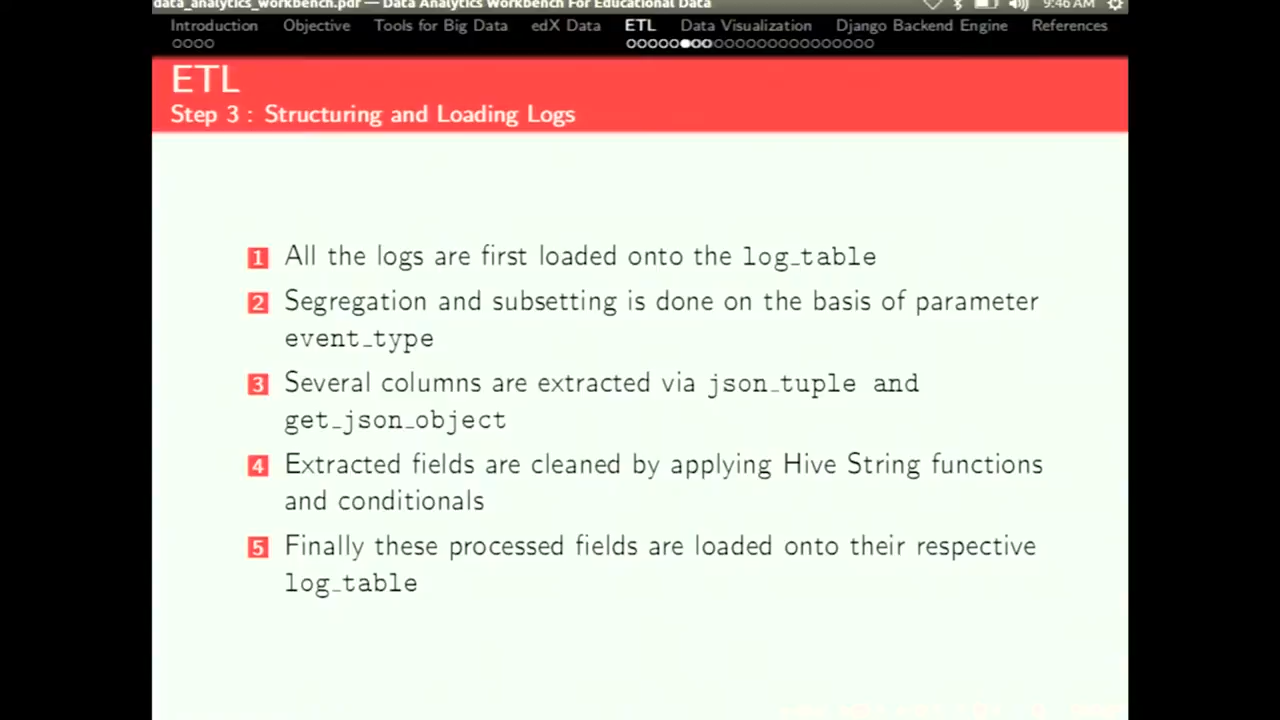 data_analytics_workbench.pdf — Data Analytics Workbench For Educational Data
9:46 AM
Introduction Objective Tools for Big Data edX Data ETL Data Visualization Django Backend Engine References
ETL
Step 3 : Structuring and Loading Logs
1 All the logs are first loaded onto the log_table
2 Segregation and subsetting is done on the basis of parameter
event_type
3 Several columns are extracted via json_tuple and
get_json_object
4 Extracted fields are cleaned by applying Hive String functions
and conditionals
5 Finally these processed fields are loaded onto their respective
log_table